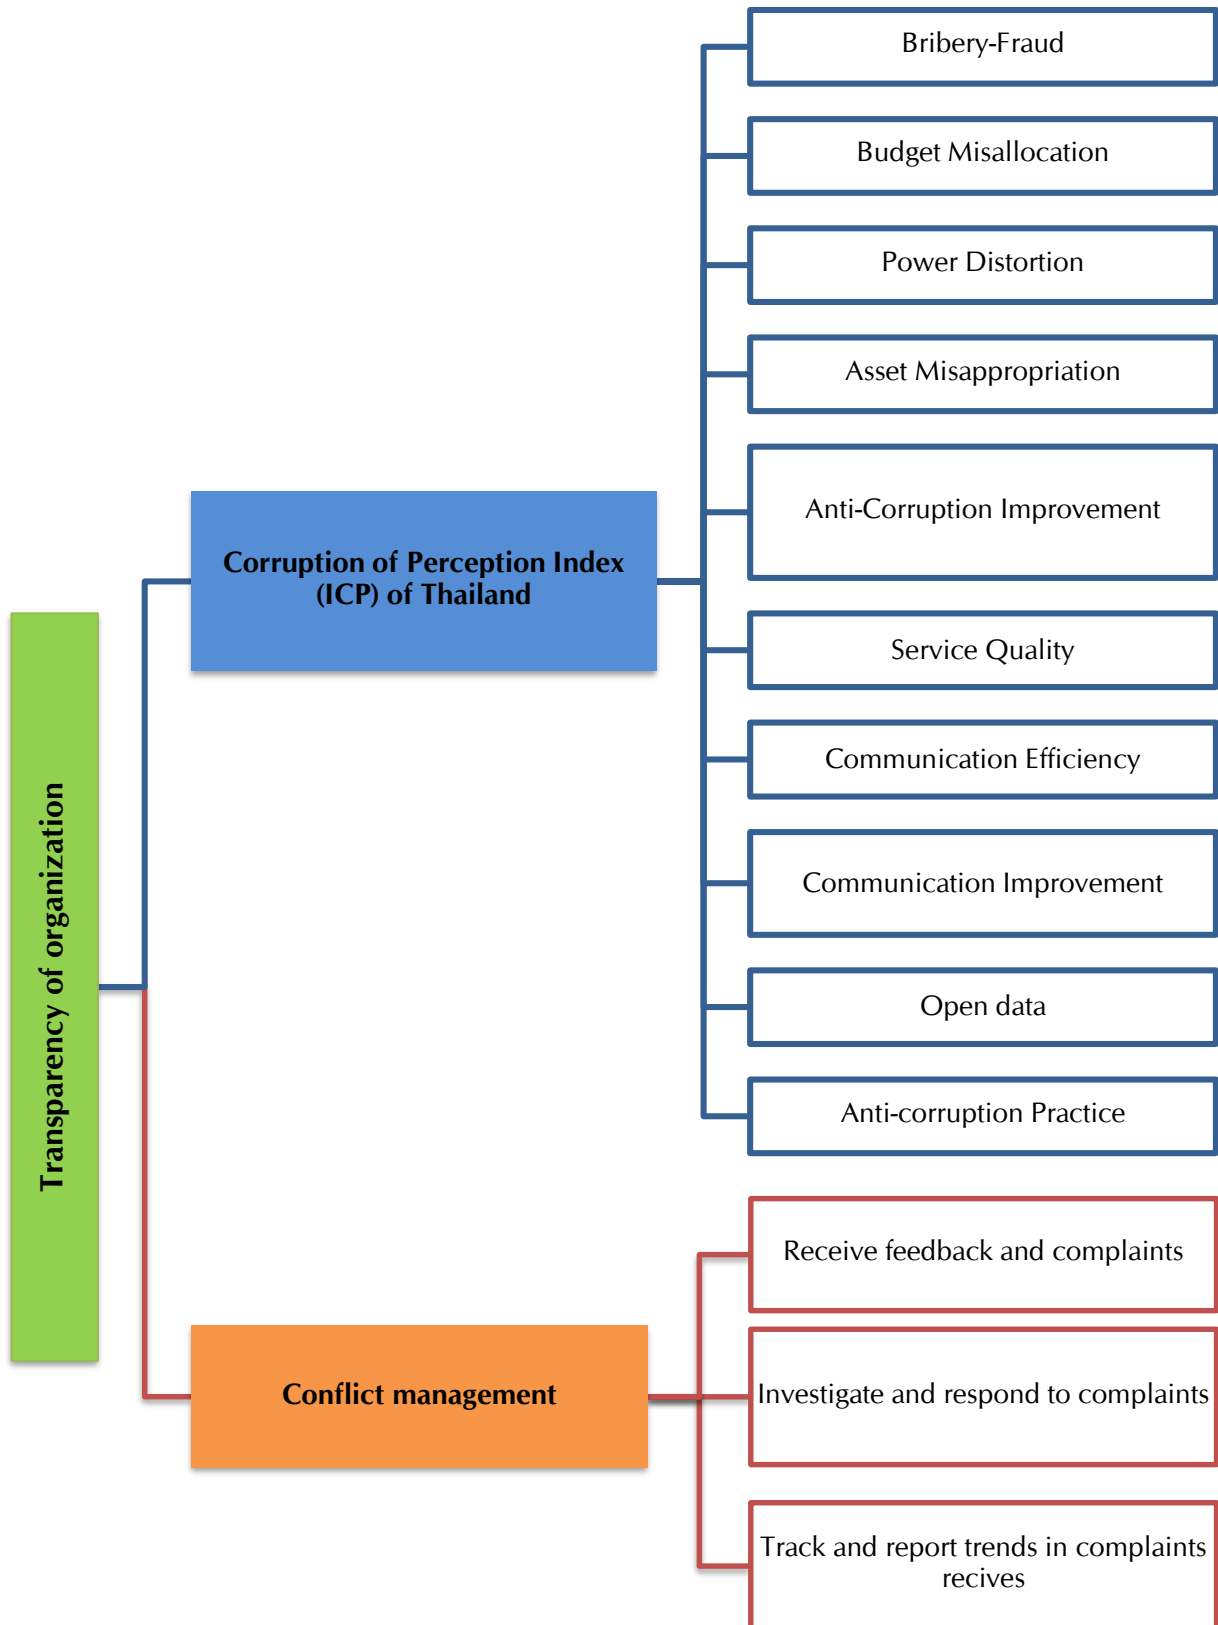 Transparency of organization
Corruption of Perception Index
(ICP) of Thailand
Bribery-Fraud
Budget Misallocation
Power Distortion
Asset Misappropriation
Anti-Corruption Improvement
Service Quality
Communication Efficiency
Communication Improvement
Open data
Anti-corruption Practice
Conflict management
Receive feedback and complaints
Investigate and respond to complaints
Track and report trends in complaints
recives